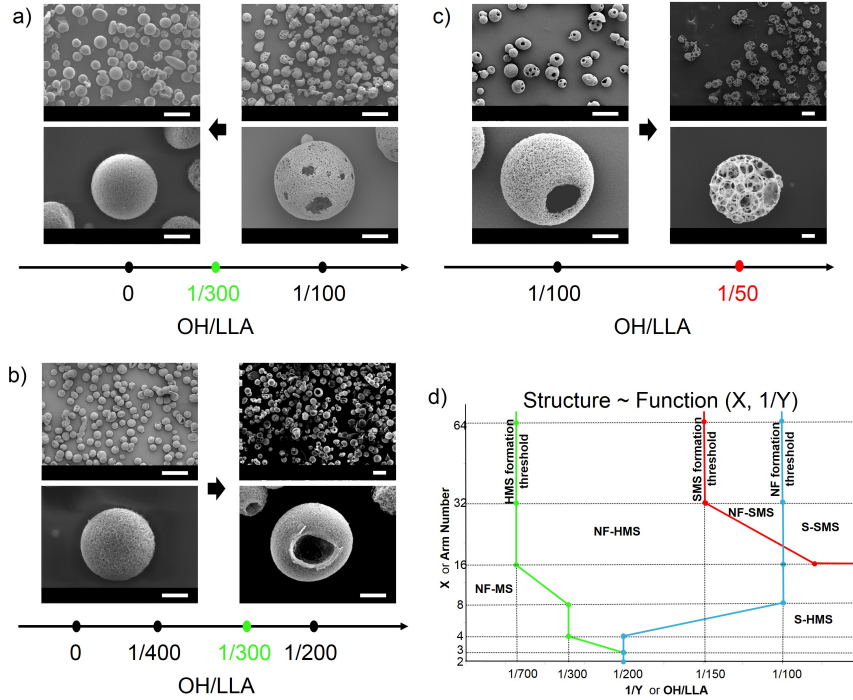 a)
0
1/300
1/100
OH/LLA
c)
1/100
1/50
OH/LLA
b)
0
1/400
1/300
1/200
OH/LLA
d)
Structure ~ Function (X, 1/Y)
X or Arm Number
64
32
16
8
4
3
2
HMS formation
threshold
SMS formation
threshold
NF formation
threshold
NF-SMS
S-SMS
NF-HMS
NF-MS
S-HMS
1/700
1/300
1/200
1/150
1/100
1/Y or OH/LLA